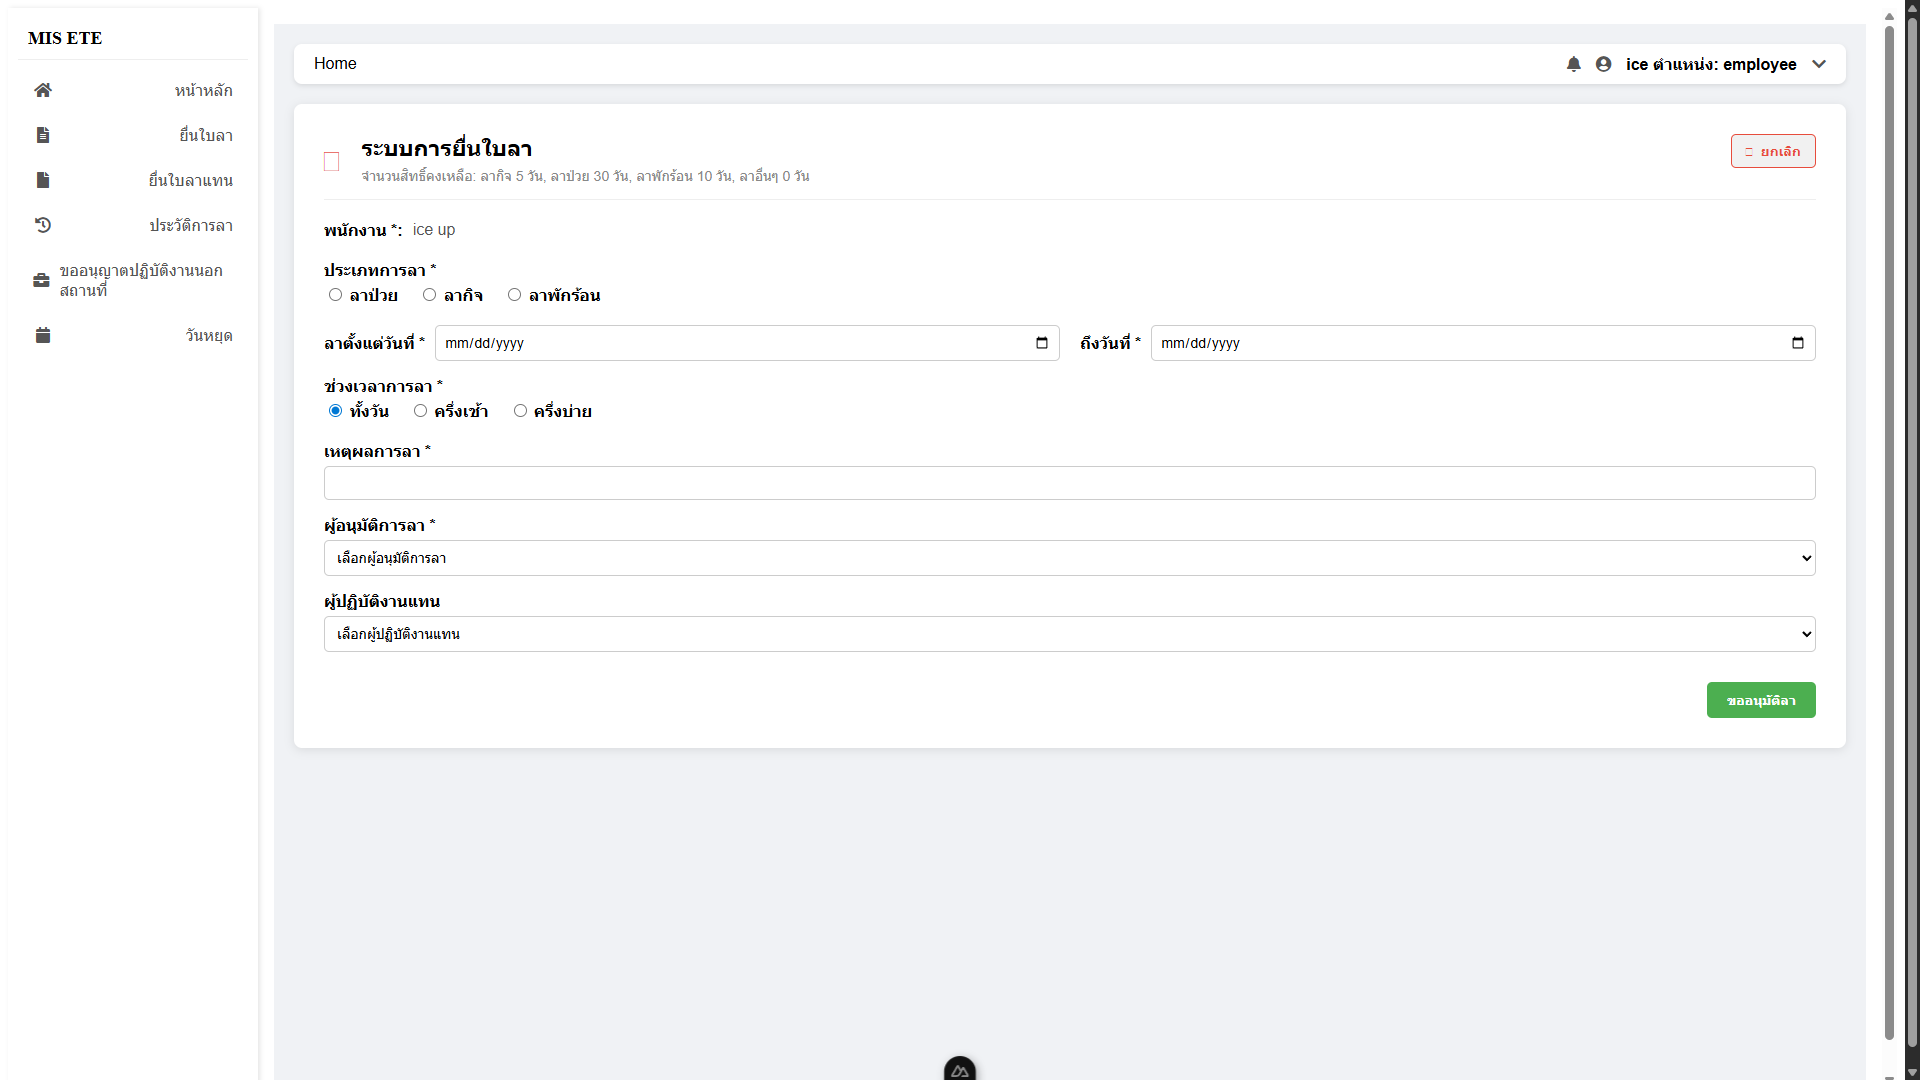 MIS ETE
หน้าหลัก
ยื่นใบลา
ยื่นใบลาแทน
ประวัติการลา
ขออนุญาตปฏิบัติงานนอก
สถานที่
วันหยุด
Home
ice ตำแหน่ง: employee
ระบบการยื่นใบลา
จำนวนสิทธิ์คงเหลือ: ลากิจ 5 วัน, ลาป่วย 30 วัน, ลาพักร้อน 10 วัน, ลาอื่นๆ 0 วัน
ยกเลิก
พนักงาน *: ice up
ประเภทการลา *
ลาป่วย ลากิจ ลาพักร้อน
ลาตั้งแต่วันที่ * mm/dd/yyyy ถึงวันที่ * mm/dd/yyyy
ช่วงเวลาการลา *
ทั้งวัน ครึ่งเช้า ครึ่งบ่าย
เหตุผลการลา *
ผู้อนุมัติการลา *
เลือกผู้อนุมัติการลา
ผู้ปฏิบัติงานแทน
เลือกผู้ปฏิบัติงานแทน
ขออนุมัติลา